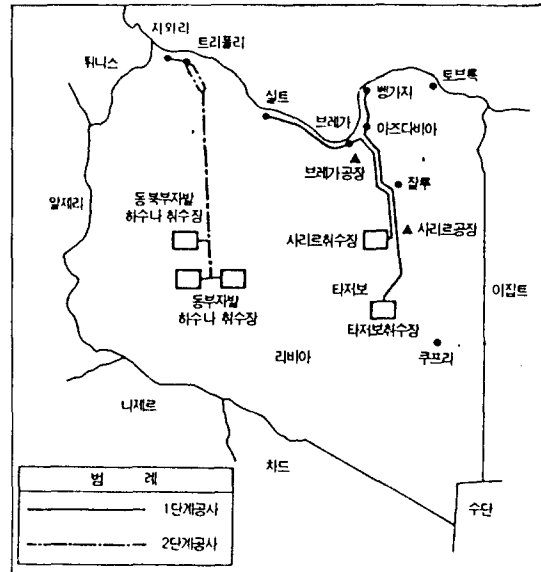 자위리
트리폴리
튀니스
토브룩
벵가지
실트
브레가
아즈다비아
브레가공장
잘루
알제리
동북부자발
하수나 취수장
사리르취수장
사리르공장
동부자발
하수나 취수장
타저보
타저보취수장
이집트
리비아
쿠프리
니제르
차드
수단
범 례
1단계공사
2단계공사